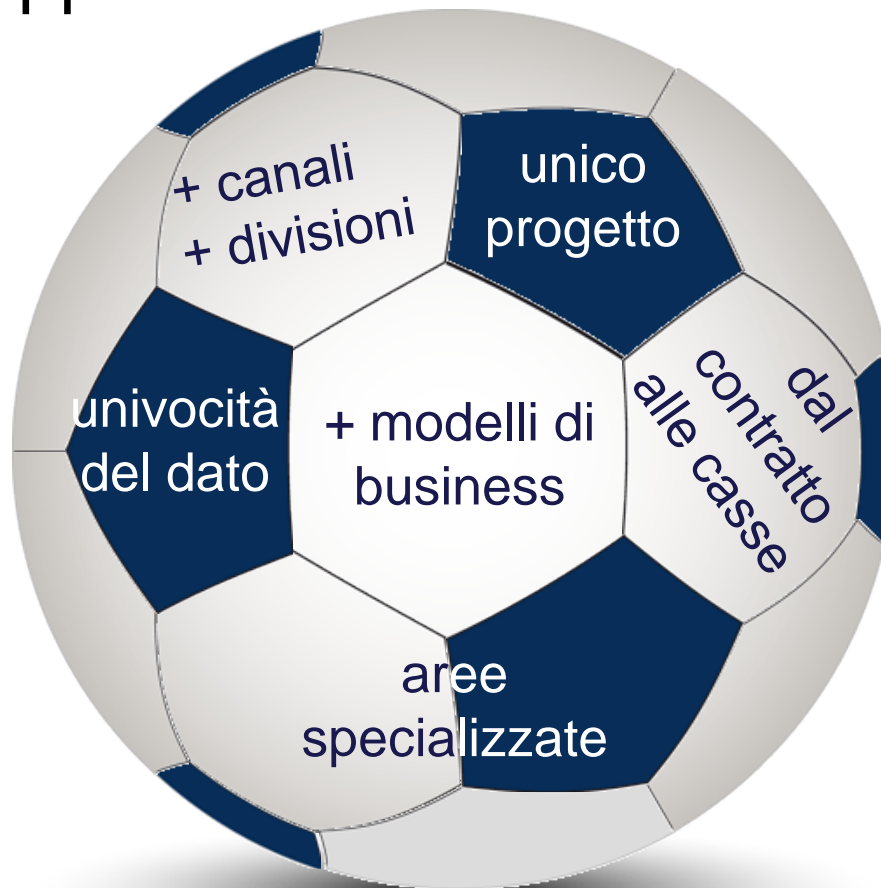 + canali
+ divisioni
unico
progetto
univocità
del dato
+ modelli di
business
dal
contratto
alle casse
aree
specializzate